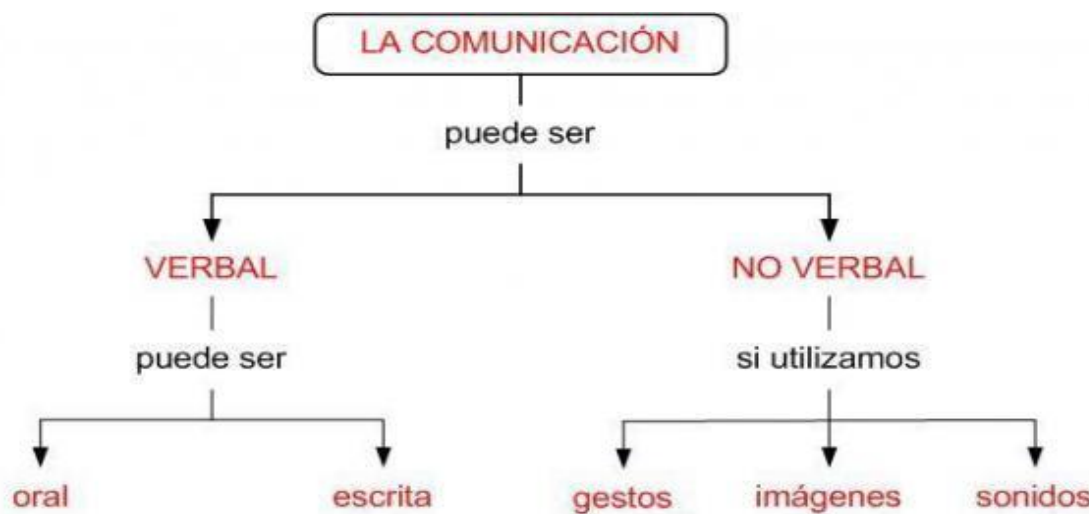 LA COMUNICACIÓN
puede ser
VERBAL
NO VERBAL
puede ser
si utilizamos
oral
escrita
gestos
imágenes
sonidos